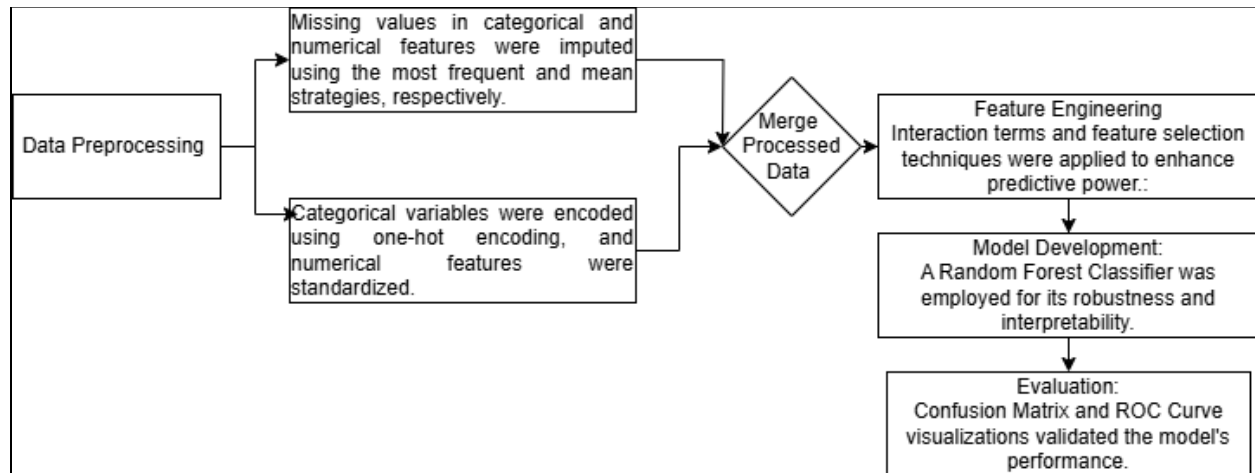 Data Preprocessing
Missing values in categorical and
numerical features were imputed
using the most frequent and mean
strategies, respectively.
Categorical variables were encoded
using one-hot encoding, and
numerical features were
standardized.
Merge
Processed
Data
Feature Engineering
Interaction terms and feature selection
techniques were applied to enhance
predictive power.:
Model Development:
A Random Forest Classifier was
employed for its robustness and
interpretability.
Evaluation:
Confusion Matrix and ROC Curve
visualizations validated the model's
performance.